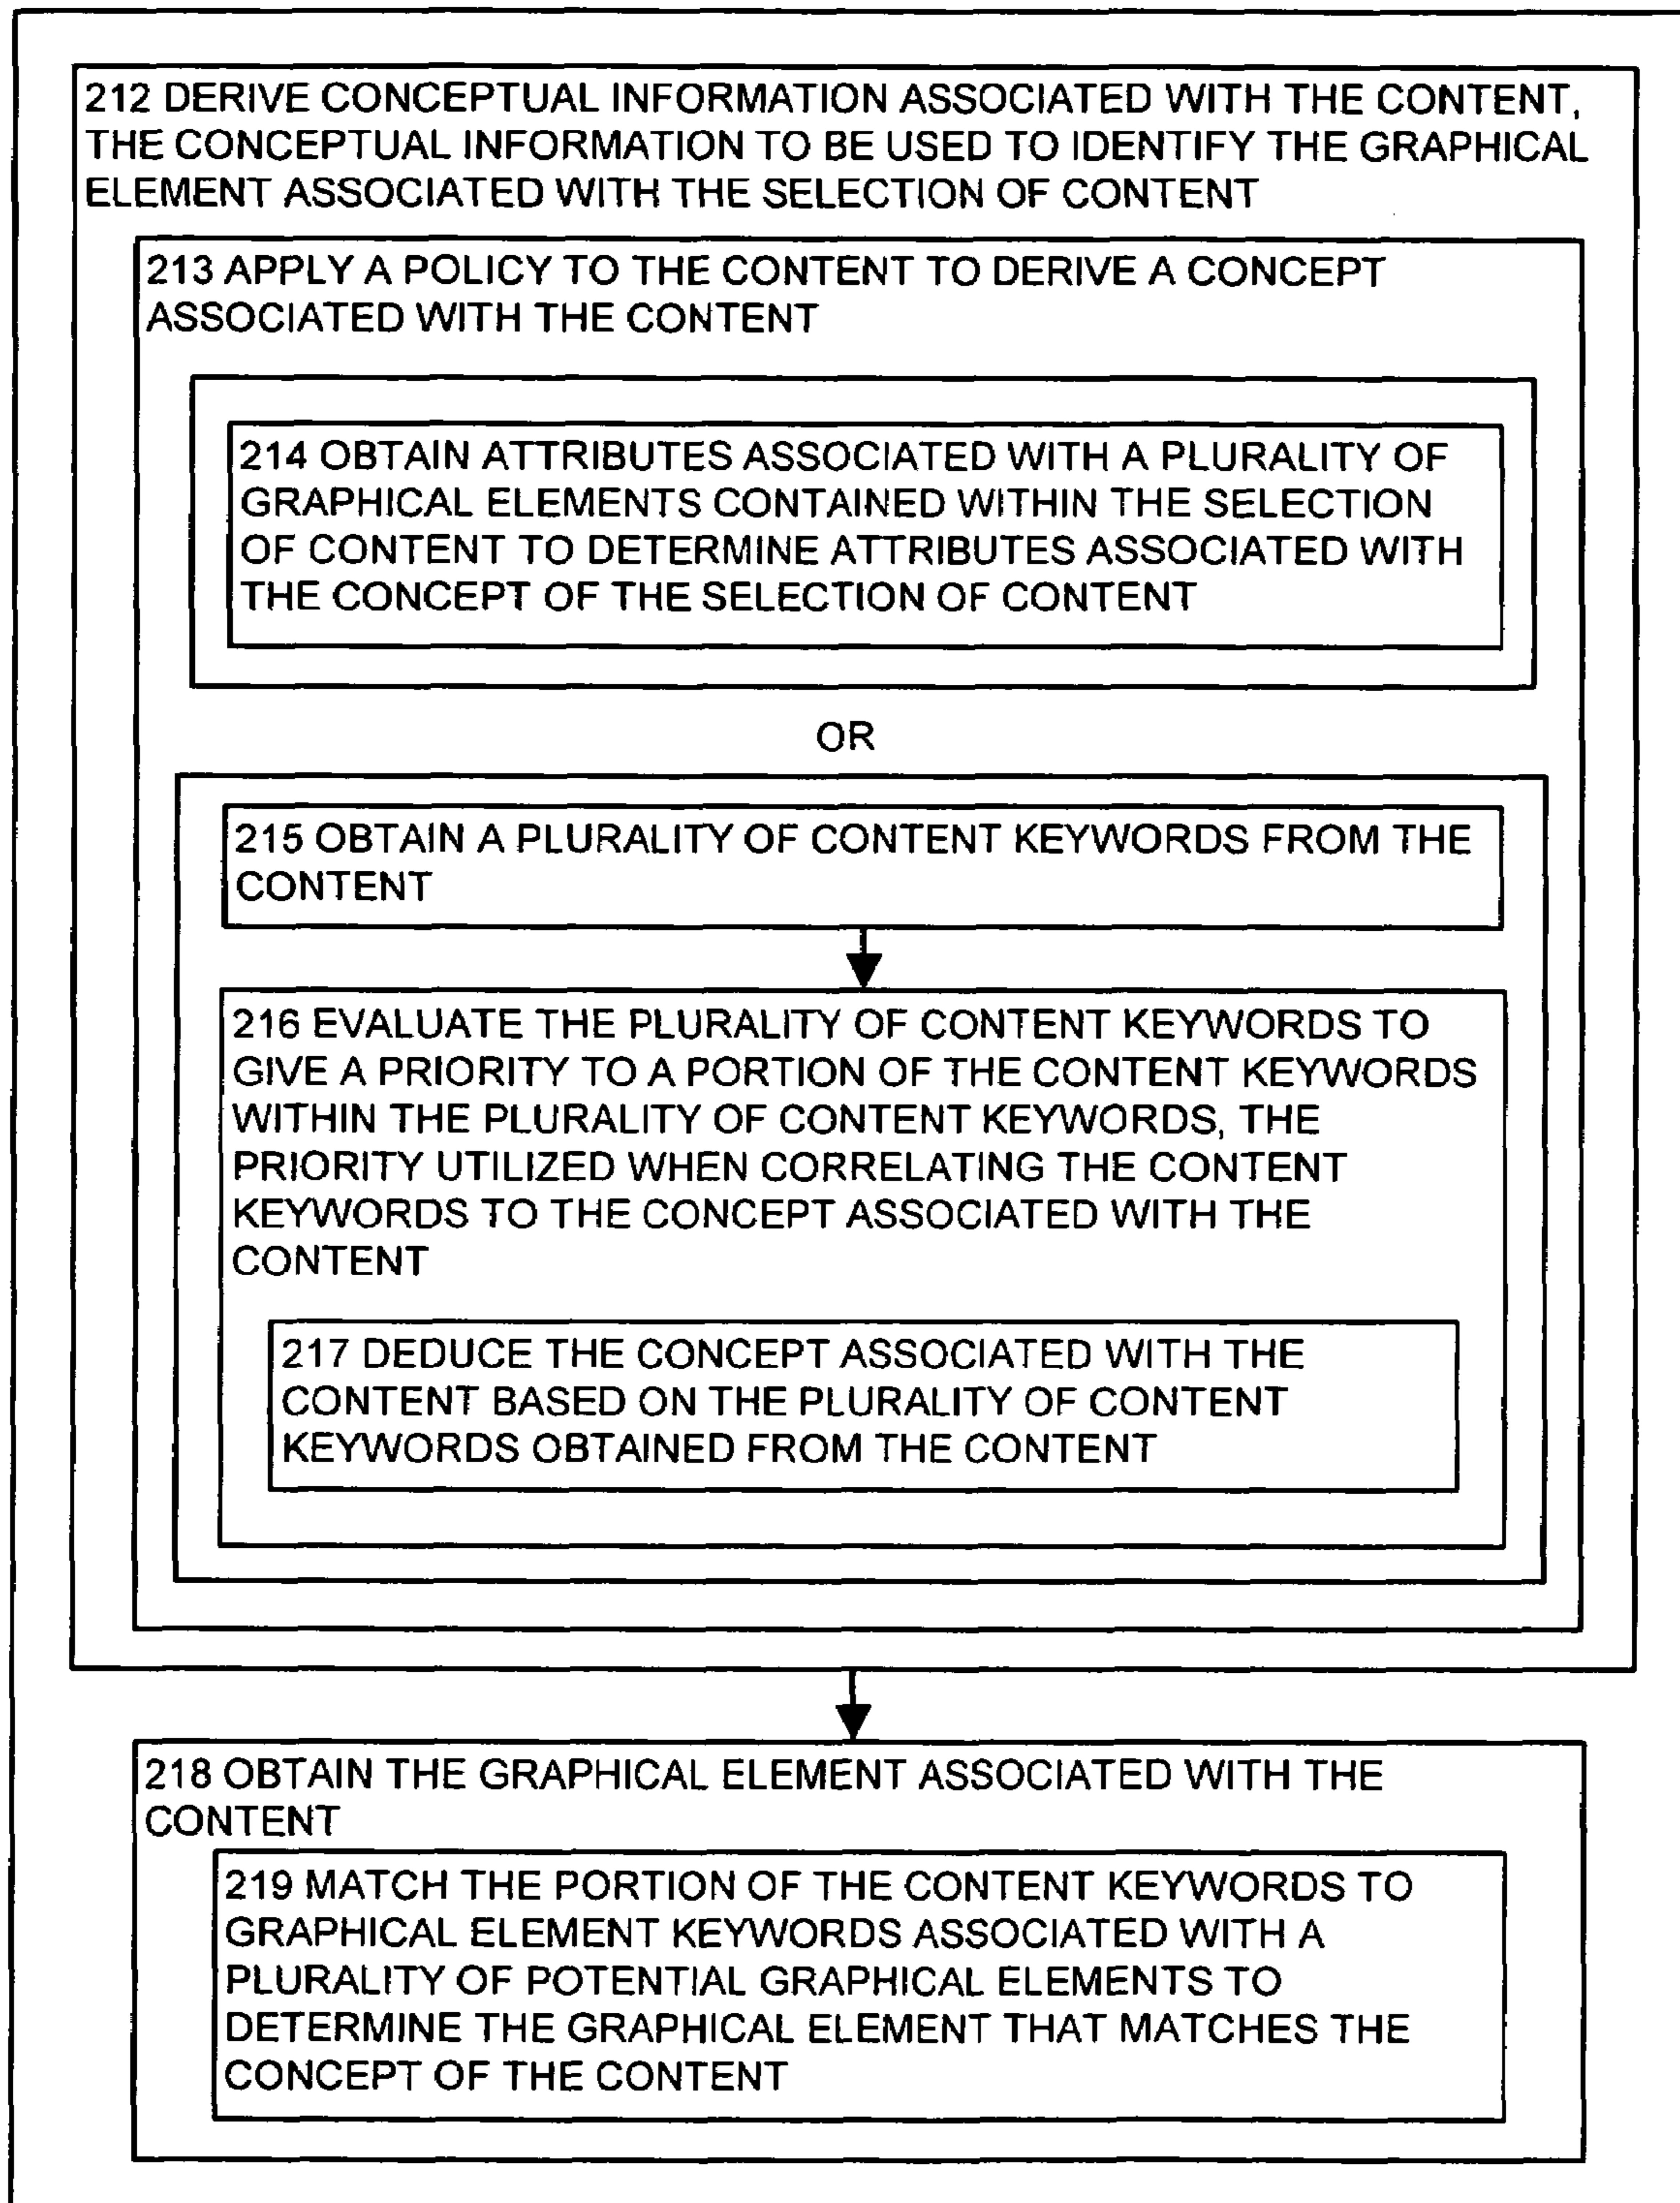 212 DERIVE CONCEPTUAL INFORMATION ASSOCIATED WITH THE CONTENT,
THE CONCEPTUAL INFORMATION TO BE USED TO IDENTIFY THE GRAPHICAL
ELEMENT ASSOCIATED WITH THE SELECTION OF CONTENT
213 APPLY A POLICY TO THE CONTENT TO DERIVE A CONCEPT
ASSOCIATED WITH THE CONTENT
214 OBTAIN ATTRIBUTES ASSOCIATED WITH A PLURALITY OF
GRAPHICAL ELEMENTS CONTAINED WITHIN THE SELECTION
OF CONTENT TO DETERMINE ATTRIBUTES ASSOCIATED WITH
THE CONCEPT OF THE SELECTION OF CONTENT
OR
215 OBTAIN A PLURALITY OF CONTENT KEYWORDS FROM THE
CONTENT
216 EVALUATE THE PLURALITY OF CONTENT KEYWORDS TO
GIVE A PRIORITY TO A PORTION OF THE CONTENT KEYWORDS
WITHIN THE PLURALITY OF CONTENT KEYWORDS, THE
PRIORITY UTILIZED WHEN CORRELATING THE CONTENT
KEYWORDS TO THE CONCEPT ASSOCIATED WITH THE
CONTENT
217 DEDUCE THE CONCEPT ASSOCIATED WITH THE
CONTENT BASED ON THE PLURALITY OF CONTENT
KEYWORDS OBTAINED FROM THE CONTENT
218 OBTAIN THE GRAPHICAL ELEMENT ASSOCIATED WITH THE
CONTENT
219 MATCH THE PORTION OF THE CONTENT KEYWORDS TO
GRAPHICAL ELEMENT KEYWORDS ASSOCIATED WITH A
PLURALITY OF POTENTIAL GRAPHICAL ELEMENTS TO
DETERMINE THE GRAPHICAL ELEMENT THAT MATCHES THE
CONCEPT OF THE CONTENT